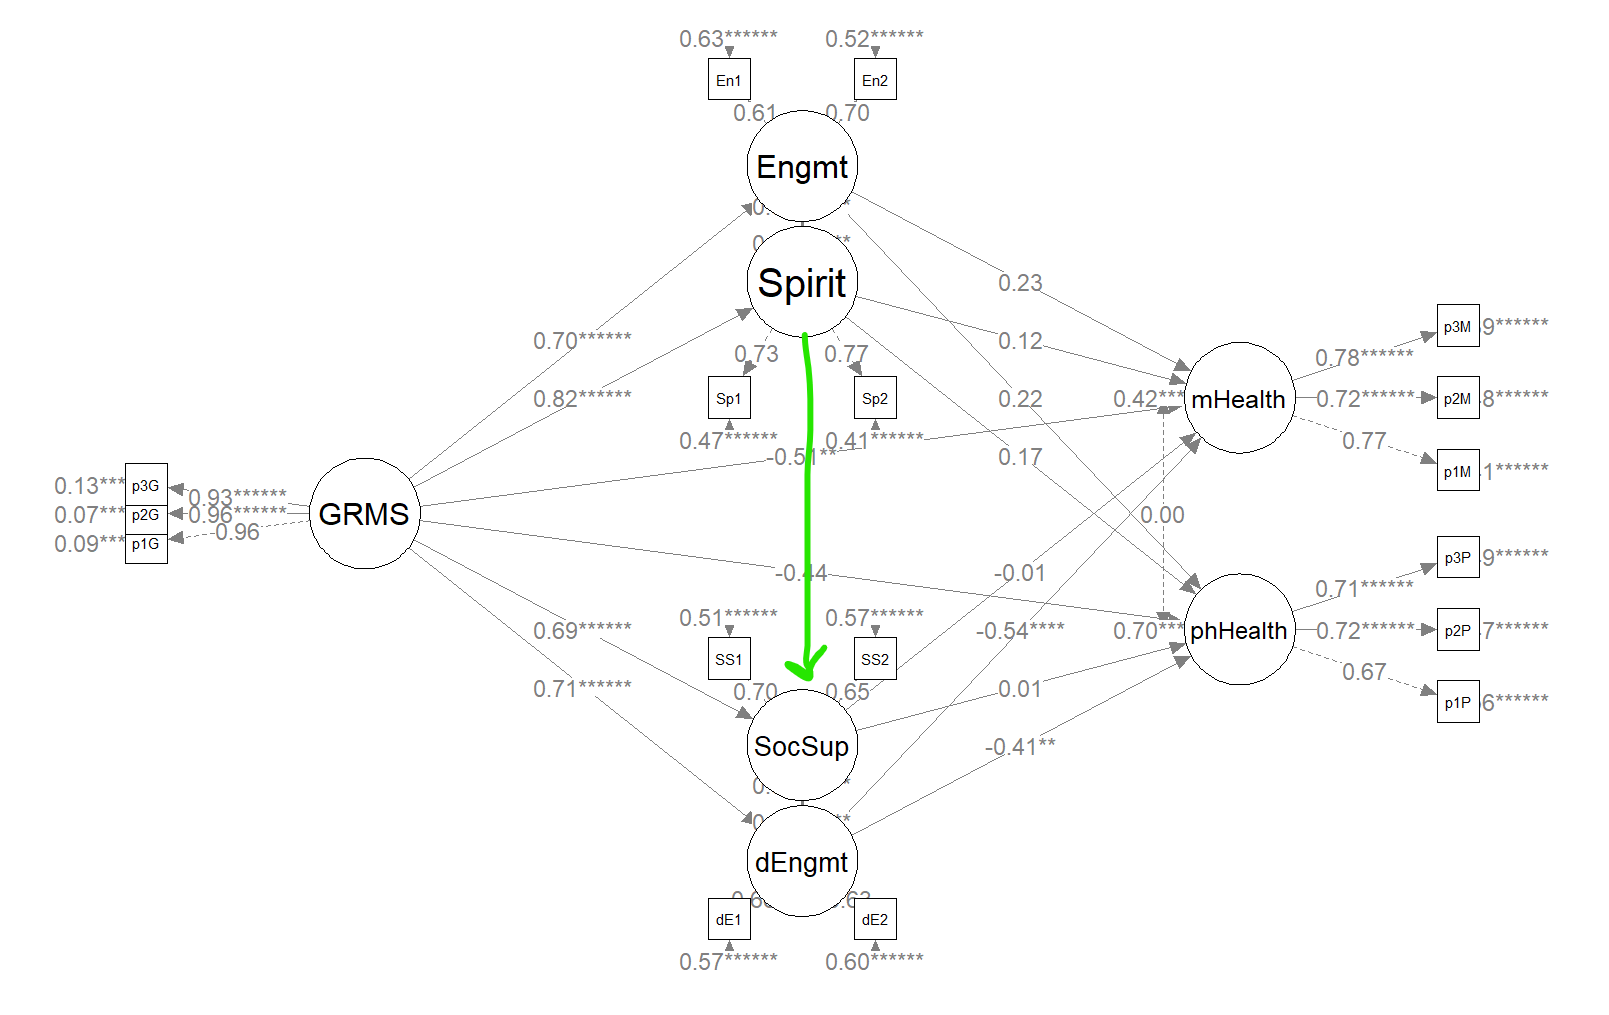 0.63****** 0.52******
En1 En2
0.61 0.70
Engmt
Spirit
0.23
0.70****** 0.73 0.77 0.12 p3M 9******
0.78******
0.82****** Sp1 Sp2 0.22 0.42*** mHealth 0.72****** p2M 8******
0.47****** 0.41****** 0.77
-0.51** 0.17 p1M 1******
0.13*** p3G 0.93******
0.07*** p2G 0.96****** GRMS 0.00
0.09*** p1G 0.96 p3P 9******
-0.44 -0.01 0.71******
0.51****** 0.57******
0.69****** -0.54**** 0.70*** phHealth 0.72****** p2P 7******
SS1 SS2 0.67
0.71****** 0.70 0.65 0.01 p1P 6******
SocSup -0.41**
dEngmt
dE1 dE2
0.57****** 0.60******